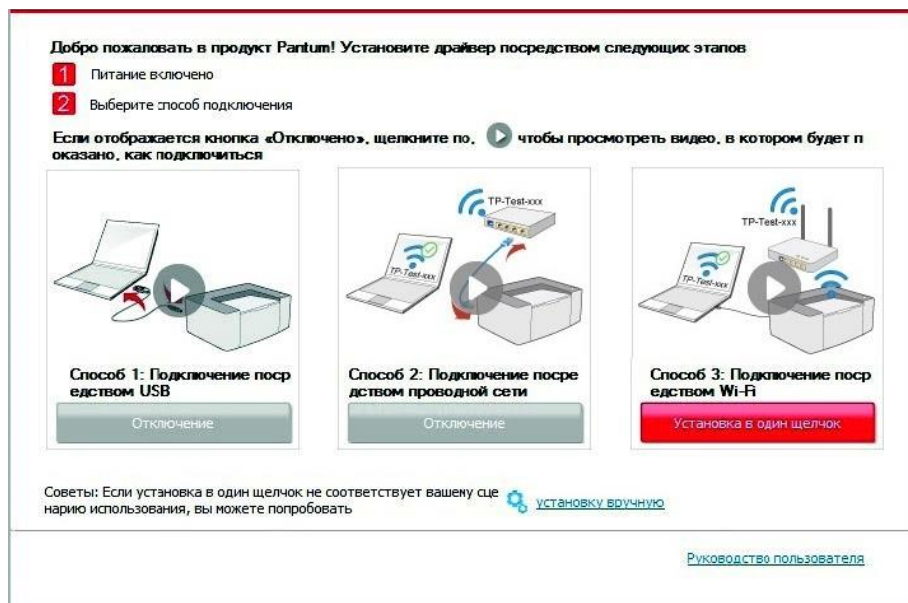 Добро пожаловать в продукт Pantum! Установите драйвер посредством следующих этапов
1 Питание включено
2 Выберите способ подключения
Если отображается кнопка «Отключено», щелкните по, чтобы просмотреть видео, в котором будет п
оказано, как подключиться
TP-Test-xxx
TP-Test-xxx
TP-Test-xxx
TP-Test-xxx
Способ 1: Подключение поср
едством USB
Отключение
Способ 2: Подключение посре
дством проводной сети
Отключение
Способ 3: Подключение поср
едством Wi-Fi
Установка в один щелчок
Советы: Если установка в один щелчок не соответствует вашему сце
нарию использования, вы можете попробовать
установку вручную
Руководство пользователя